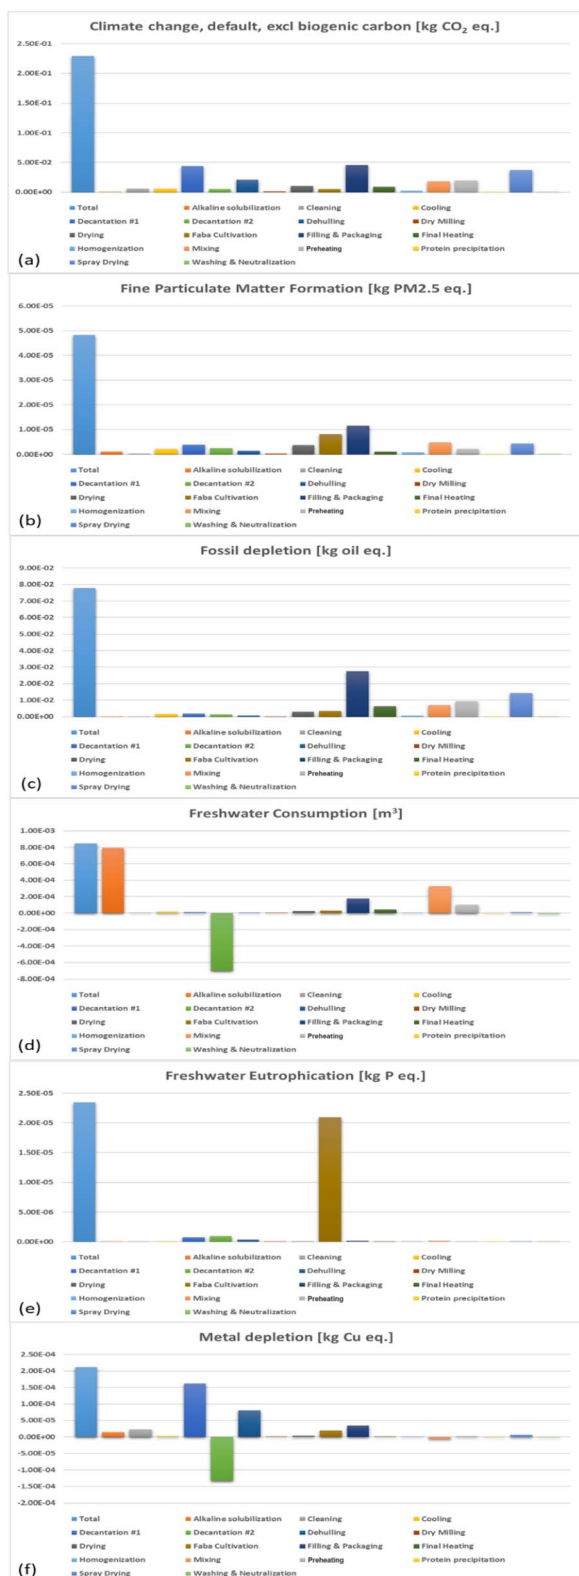 Climate change, default, excl biogenic carbon [kg CO₂ eq.]
2.50E-01
2.00E-01
1.50E-01
1.00E-01
5.00E-02
0.00E+00
Total Alkaline solubilization Cleaning Cooling
Decantation #1 Decantation #2 Dehulling Dry Milling
Drying Faba Cultivation Filling & Packaging Final Heating
Homogenization Mixing Preheating Protein precipitation
Spray Drying Washing & Neutralization
(a)
Fine Particulate Matter Formation [kg PM2.5 eq.]
6.00E-05
5.00E-05
4.00E-05
3.00E-05
2.00E-05
1.00E-05
0.00E+00
Total Alkaline solubilization Cleaning Cooling
Decantation #1 Decantation #2 Dehulling Dry Milling
Drying Faba Cultivation Filling & Packaging Final Heating
Homogenization Mixing Preheating Protein precipitation
Spray Drying Washing & Neutralization
(b)
Fossil depletion [kg oil eq.]
9.00E-02
8.00E-02
7.00E-02
6.00E-02
5.00E-02
4.00E-02
3.00E-02
2.00E-02
1.00E-02
0.00E+00
Total Alkaline solubilization Cleaning Cooling
Decantation #1 Decantation #2 Dehulling Dry Milling
Drying Faba Cultivation Filling & Packaging Final Heating
Homogenization Mixing Preheating Protein precipitation
Spray Drying Washing & Neutralization
(c)
Freshwater Consumption [m³]
1.00E-03
8.00E-04
6.00E-04
4.00E-04
2.00E-04
0.00E+00
-2.00E-04
-4.00E-04
-6.00E-04
-8.00E-04
Total Alkaline solubilization Cleaning Cooling
Decantation #1 Decantation #2 Dehulling Dry Milling
Drying Faba Cultivation Filling & Packaging Final Heating
Homogenization Mixing Preheating Protein precipitation
Spray Drying Washing & Neutralization
(d)
Freshwater Eutrophication [kg P eq.]
2.50E-05
2.00E-05
1.50E-05
1.00E-05
5.00E-06
0.00E+00
Total Alkaline solubilization Cleaning Cooling
Decantation #1 Decantation #2 Dehulling Dry Milling
Drying Faba Cultivation Filling & Packaging Final Heating
Homogenization Mixing Preheating Protein precipitation
Spray Drying Washing & Neutralization
(e)
Metal depletion [kg Cu eq.]
2.50E-04
2.00E-04
1.50E-04
1.00E-04
5.00E-05
0.00E+00
-5.00E-05
-1.00E-04
-1.50E-04
-2.00E-04
Total Alkaline solubilization Cleaning Cooling
Decantation #1 Decantation #2 Dehulling Dry Milling
Drying Faba Cultivation Filling & Packaging Final Heating
Homogenization Mixing Preheating Protein precipitation
Spray Drying Washing & Neutralization
(f)